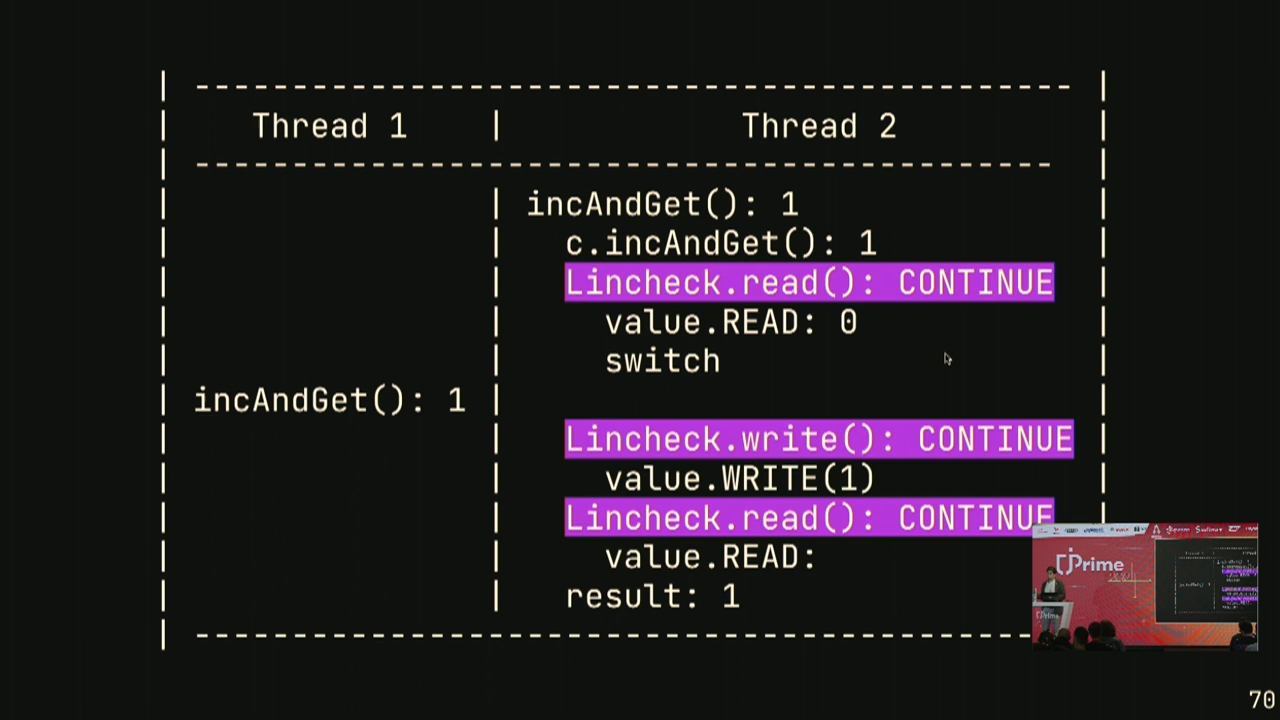 Thread 1 | Thread 2
incAndGet(): 1
c.incAndGet(): 1
Lincheck.read(): CONTINUE
value.READ: 0
switch
incAndGet(): 1
Lincheck.write(): CONTINUE
value.WRITE(1)
Lincheck.read(): CONTINUE
value.READ:
result: 1
jPrime
70